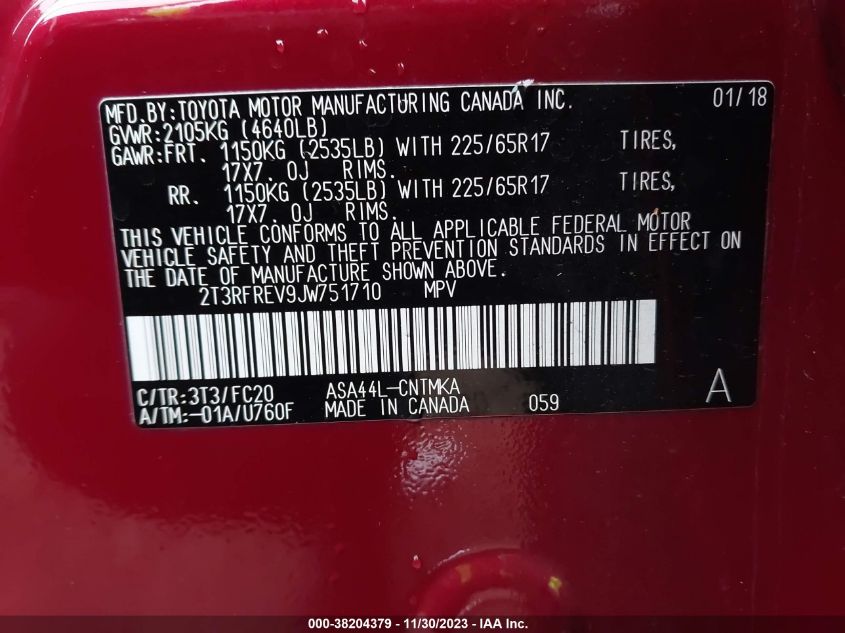 MFD.BY:TOYOTA MOTOR MANUFACTURING CANADA INC. 01/18
GVWR:2105KG (4640LB)
GAWR:FRT. 1150KG (2535LB) WITH 225/65R17 TIRES,
17X7.0J RIMS.
RR. 1150KG (2535LB) WITH 225/65R17 TIRES,
17X7.0J RIMS.
THIS VEHICLE CONFORMS TO ALL APPLICABLE FEDERAL MOTOR
VEHICLE SAFETY AND THEFT PREVENTION STANDARDS IN EFFECT ON
THE DATE OF MANUFACTURE SHOWN ABOVE.
2T3RFREV9JW751710 MPV
C/TR:3T3/FC20 ASA44L-CNTMKA
A/TM:-01A/U760F MADE IN CANADA 059 A
000-38204379 - 11/30/2023 - IAA Inc.